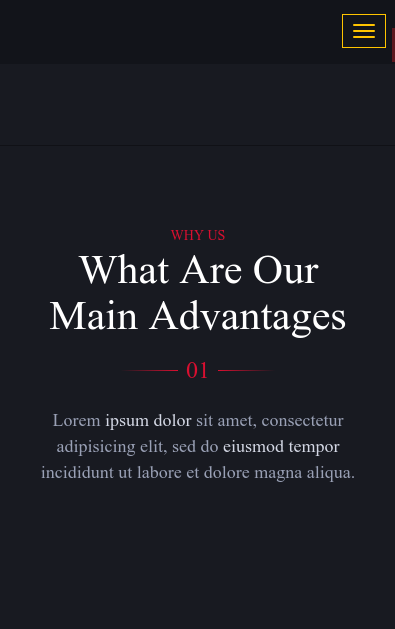 WHY US
What Are Our
Main Advantages
01
Lorem ipsum dolor sit amet, consectetur
adipisicing elit, sed do eiusmod tempor
incididunt ut labore et dolore magna aliqua.